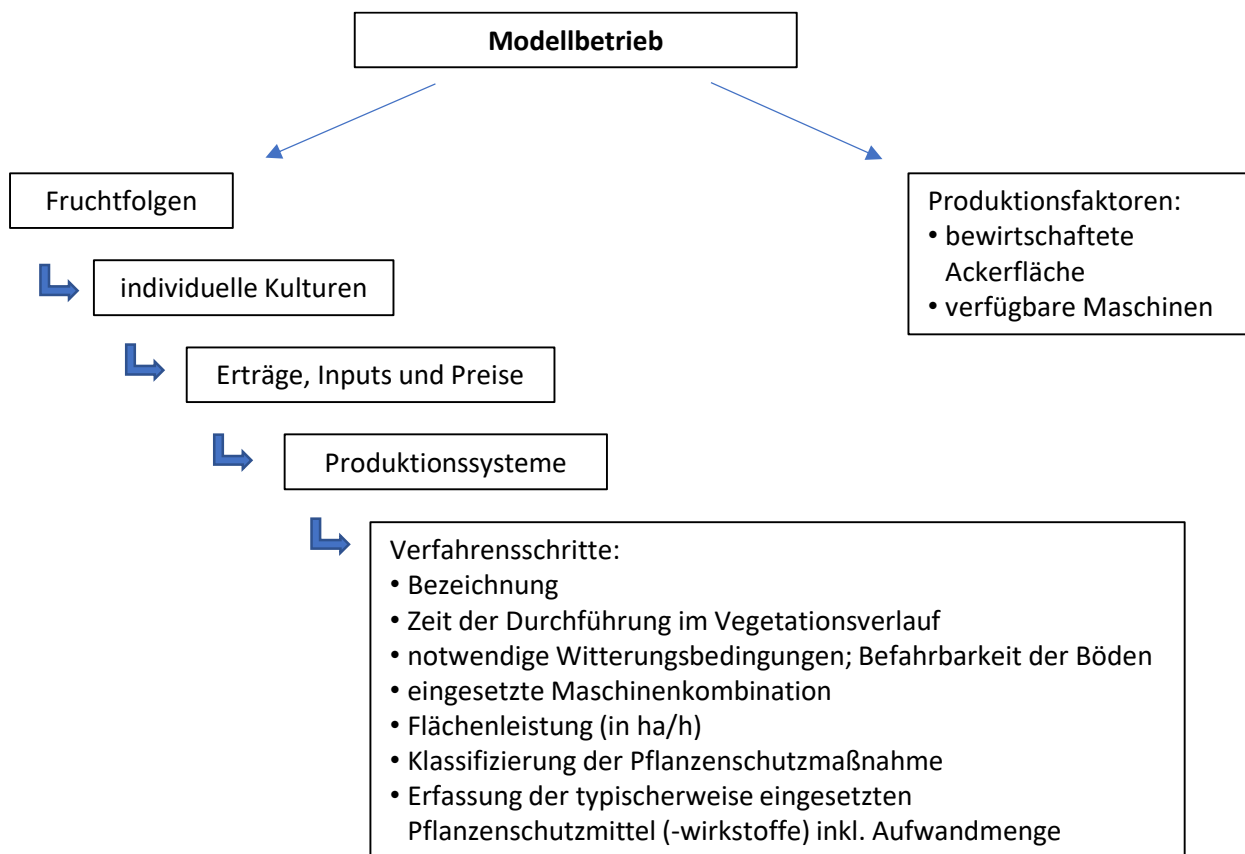 Modellbetrieb
Fruchtfolgen
Produktionsfaktoren:
• bewirtschaftete
Ackerfläche
• verfügbare Maschinen
individuelle Kulturen
Erträge, Inputs und Preise
Produktionssysteme
Verfahrensschritte:
• Bezeichnung
• Zeit der Durchführung im Vegetationsverlauf
• notwendige Witterungsbedingungen; Befahrbarkeit der Böden
• eingesetzte Maschinenkombination
• Flächenleistung (in ha/h)
• Klassifizierung der Pflanzenschutzmaßnahme
• Erfassung der typischerweise eingesetzten
Pflanzenschutzmittel (-wirkstoffe) inkl. Aufwandmenge